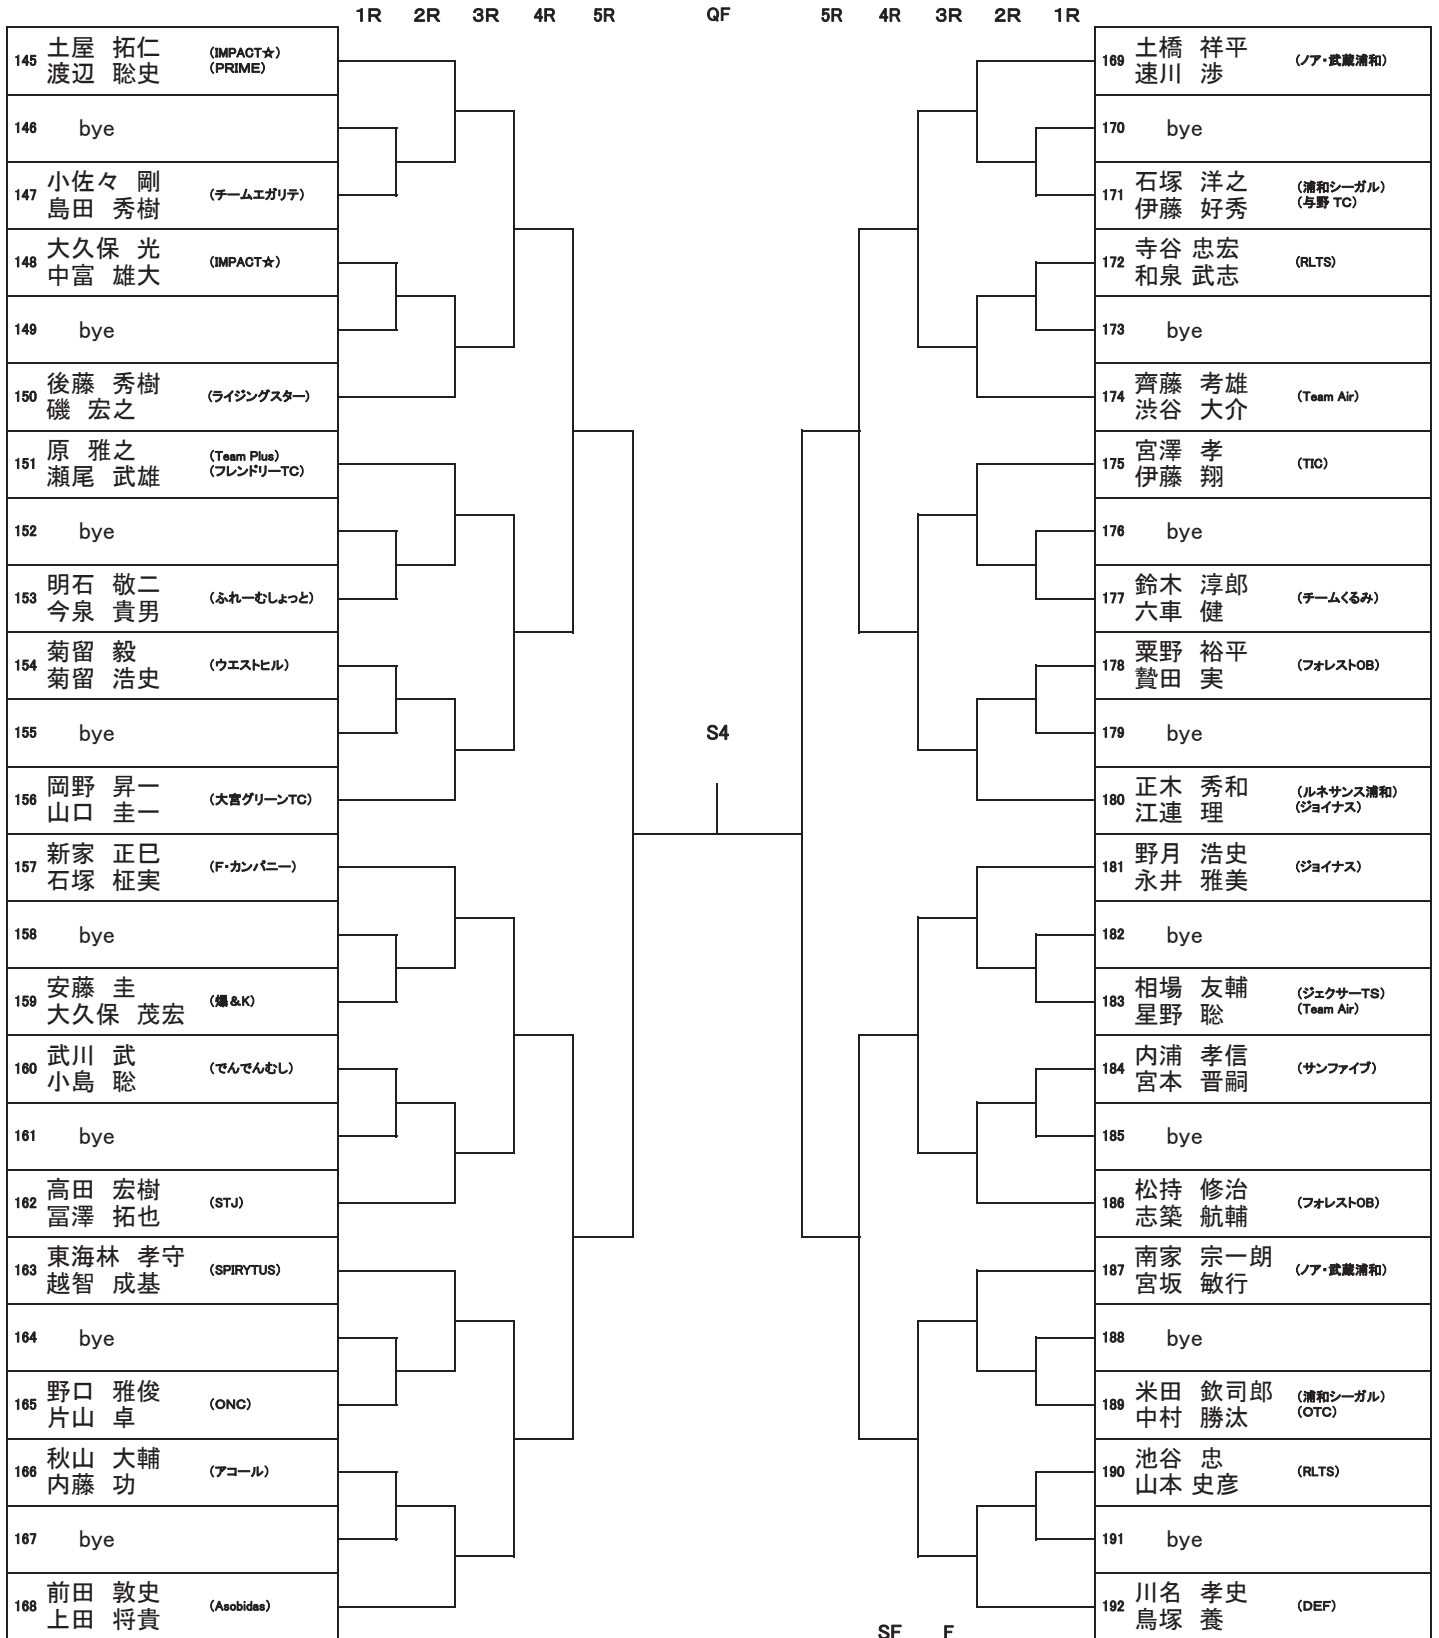 1R 2R 3R 4R 5R QF 5R 4R 3R 2R 1R
145 土屋 拓仁 (IMPACT☆)
渡辺 聡史 (PRIME)
146 bye
147 小佐々 剛 (チームエガリテ)
島田 秀樹
148 大久保 光 (IMPACT☆)
中富 雄大
149 bye
150 後藤 秀樹 (ライジングスター)
磯 宏之
151 原 雅之 (Team Plus)
瀬尾 武雄 (フレンドリーTC)
152 bye
153 明石 敬二 (ふれーむしょっと)
今泉 貴男
154 菊留 毅 (ウエストヒル)
菊留 浩史
155 bye
156 岡野 昇一 (大宮グリーンTC)
山口 圭一
157 新家 正巳 (F・カンパニー)
石塚 柾実
158 bye
159 安藤 圭 (爆&K)
大久保 茂宏
160 武川 武 (でんでんむし)
小島 聡
161 bye
162 高田 宏樹 (STJ)
冨澤 拓也
163 東海林 孝守 (SPIRYTUS)
越智 成基
164 bye
165 野口 雅俊 (ONC)
片山 卓
166 秋山 大輔 (アコール)
内藤 功
167 bye
168 前田 敦史 (Asobidas)
上田 将貴
S4
169 土橋 祥平 (ノア・武蔵浦和)
速川 渉
170 bye
171 石塚 洋之 (浦和シーガル)
伊藤 好秀 (与野 TC)
172 寺谷 忠宏 (RLTS)
和泉 武志
173 bye
174 齊藤 考雄 (Team Air)
渋谷 大介
175 宮澤 孝 (TIC)
伊藤 翔
176 bye
177 鈴木 淳郎 (チームくるみ)
六車 健
178 粟野 裕平 (フォレストOB)
贄田 実
179 bye
180 正木 秀和 (ルネサンス浦和)
江連 理 (ジョイナス)
181 野月 浩史 (ジョイナス)
永井 雅美
182 bye
183 相場 友輔 (ジェクサーTS)
星野 聡 (Team Air)
184 内浦 孝信 (サンファイブ)
宮本 晋嗣
185 bye
186 松持 修治 (フォレストOB)
志築 航輔
187 南家 宗一朗 (ノア・武蔵浦和)
宮坂 敏行
188 bye
189 米田 欽司郎 (浦和シーガル)
中村 勝汰 (OTC)
190 池谷 忠 (RLTS)
山本 史彦
191 bye
192 川名 孝史 (DEF)
鳥塚 養
SF F